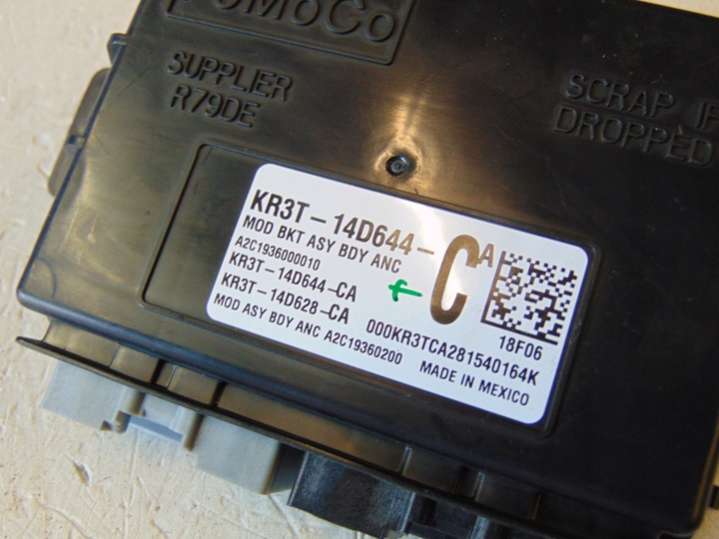 FoMoCo
SUPPLIER
R79DE
SCRAP IF
DROPPED
KR3T-14D644-CA
MOD BKT ASY BDY ANC
A2C1936000010
KR3T-14D644-CA
KR3T-14D628-CA
MOD ASY BDY ANC A2C19360200
18F06
000KR3TCA281540164K
MADE IN MEXICO